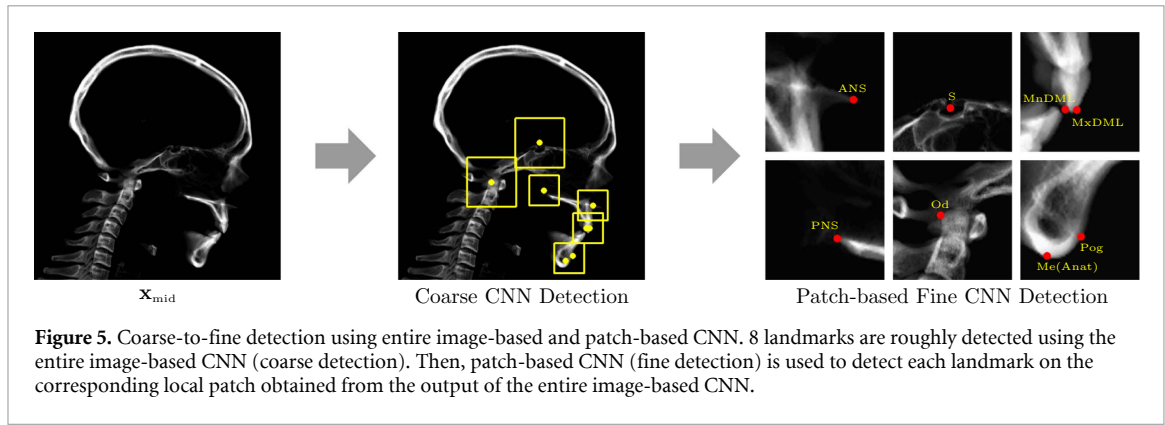 ANS
S
MnDML
MxDML
PNS
Od
Pog
Me(Anat)
x_mid
Coarse CNN Detection
Patch-based Fine CNN Detection
Figure 5. Coarse-to-fine detection using entire image-based and patch-based CNN. 8 landmarks are roughly detected using the
entire image-based CNN (coarse detection). Then, patch-based CNN (fine detection) is used to detect each landmark on the
corresponding local patch obtained from the output of the entire image-based CNN.